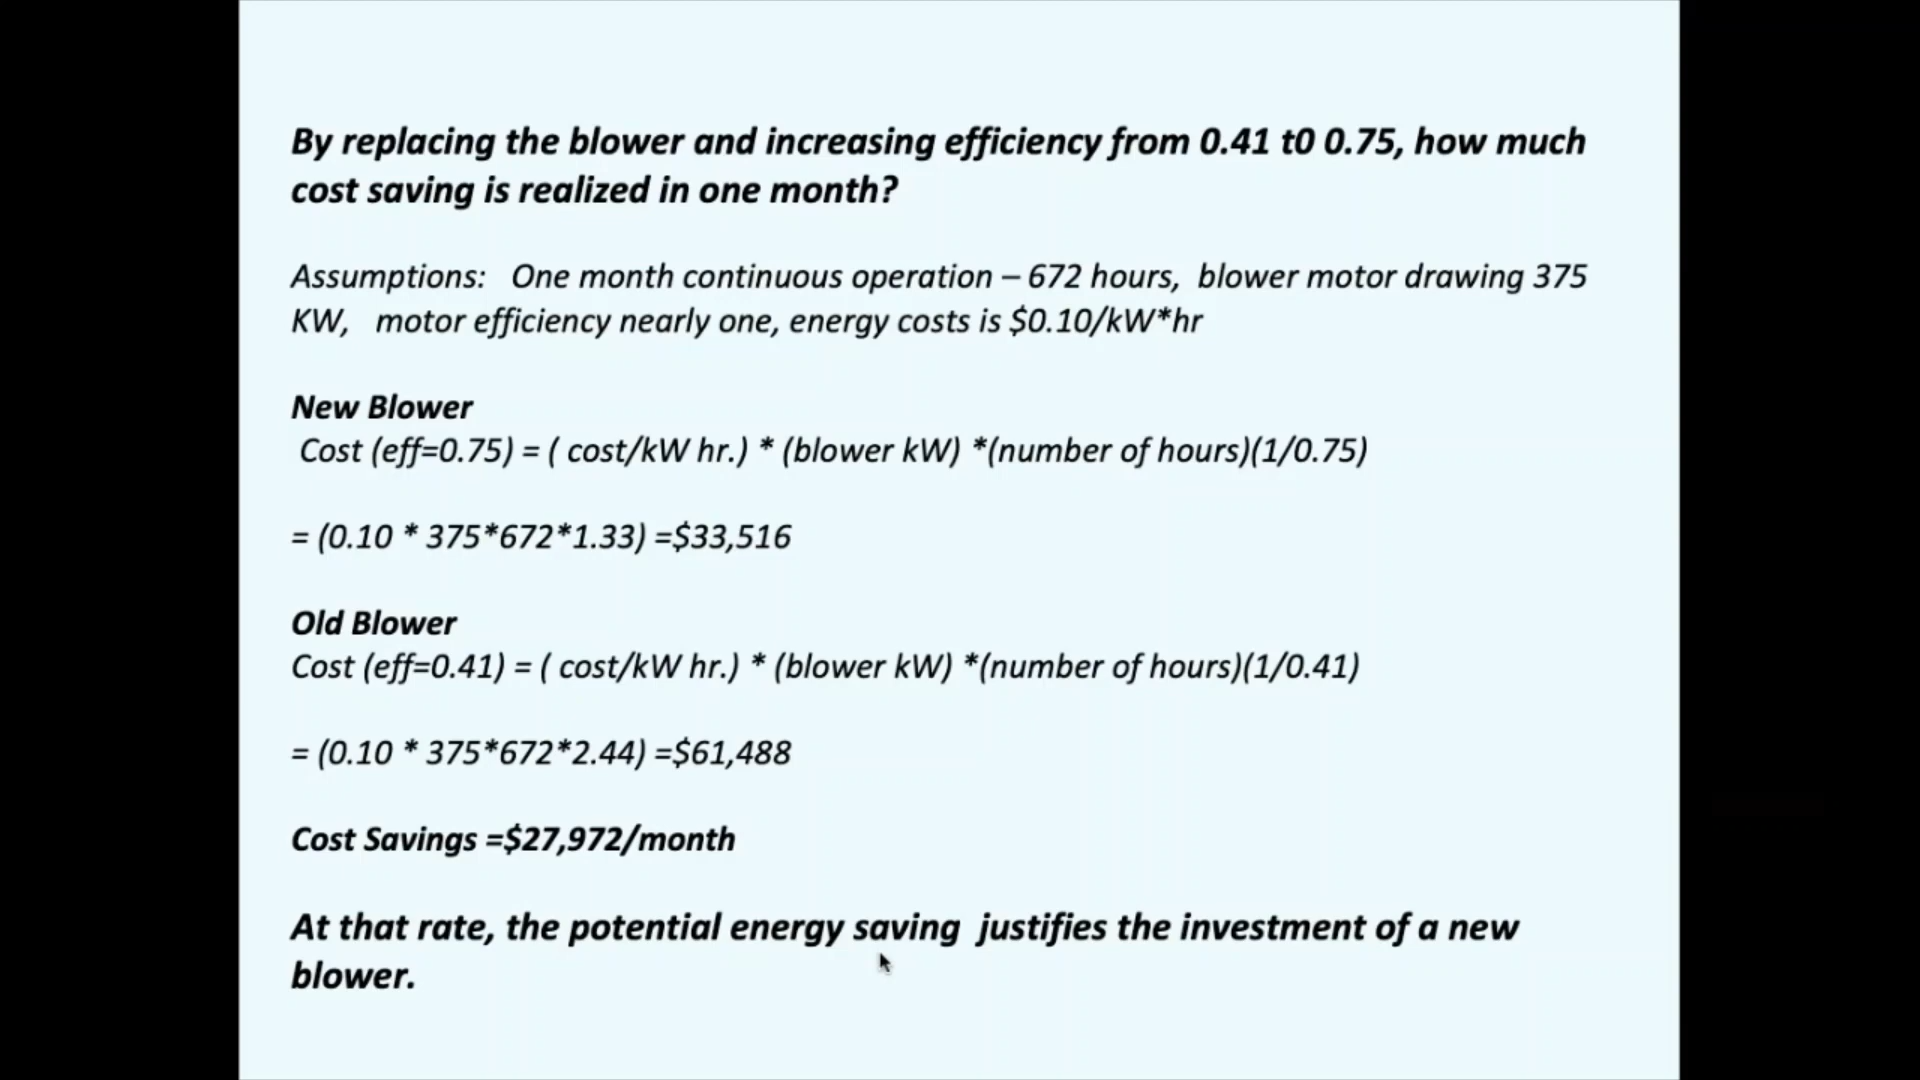 By replacing the blower and increasing efficiency from 0.41 t0 0.75, how much
cost saving is realized in one month?
Assumptions: One month continuous operation – 672 hours, blower motor drawing 375
KW, motor efficiency nearly one, energy costs is $0.10/kW*hr
New Blower
Cost (eff=0.75) = ( cost/kW hr.) * (blower kW) *(number of hours)(1/0.75)
= (0.10 * 375*672*1.33) =$33,516
Old Blower
Cost (eff=0.41) = ( cost/kW hr.) * (blower kW) *(number of hours)(1/0.41)
= (0.10 * 375*672*2.44) =$61,488
Cost Savings =$27,972/month
At that rate, the potential energy saving justifies the investment of a new
blower.